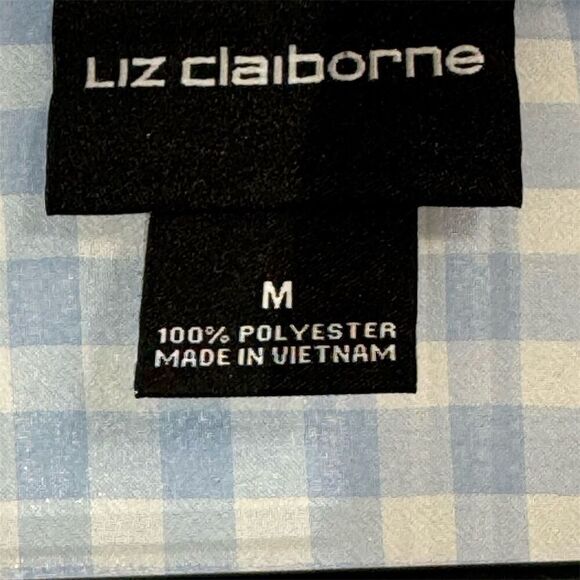 LIZ claiborne
M
100% POLYESTER
MADE IN VIETNAM